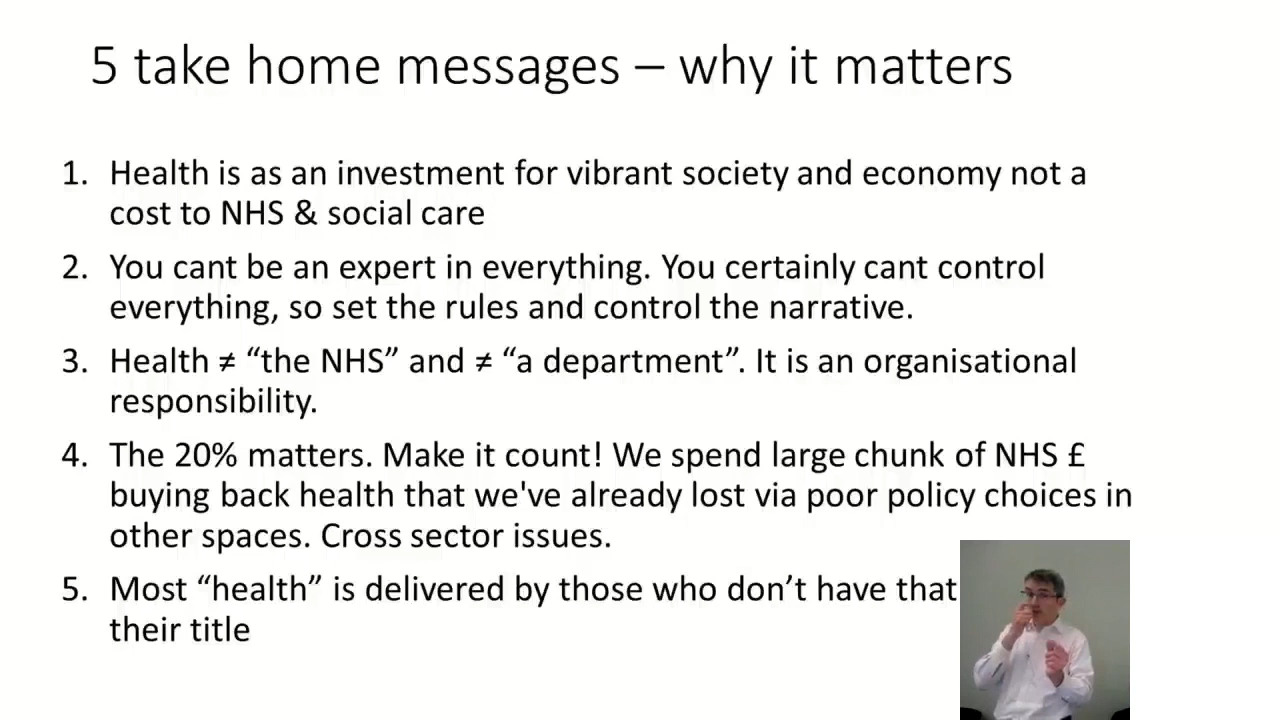 5 take home messages – why it matters
1. Health is as an investment for vibrant society and economy not a
cost to NHS & social care
2. You cant be an expert in everything. You certainly cant control
everything, so set the rules and control the narrative.
3. Health ≠ “the NHS” and ≠ “a department”. It is an organisational
responsibility.
4. The 20% matters. Make it count! We spend large chunk of NHS £
buying back health that we've already lost via poor policy choices in
other spaces. Cross sector issues.
5. Most “health” is delivered by those who don’t have that
their title